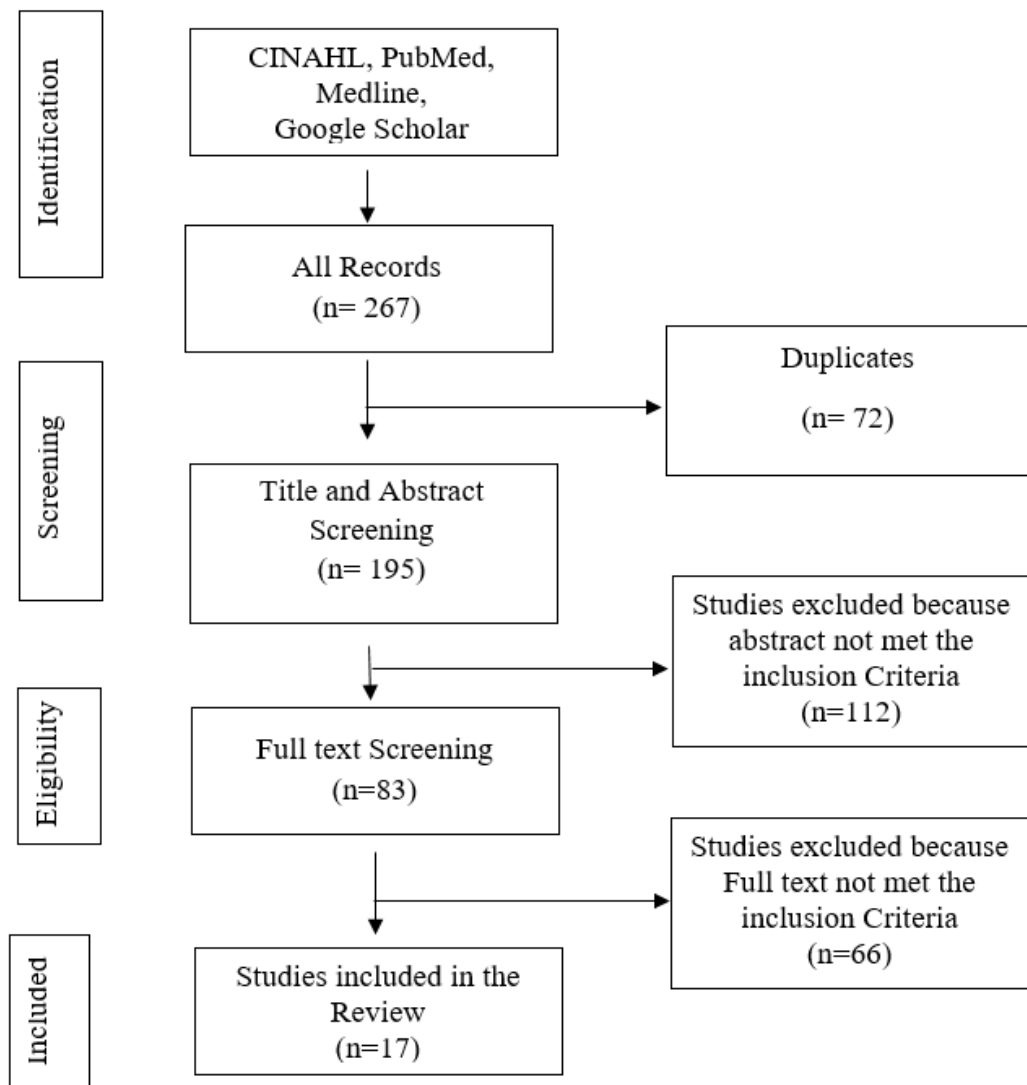 Identification
CINAHL, PubMed,
Medline,
Google Scholar
All Records
(n= 267)
Duplicates
(n= 72)
Screening
Title and Abstract
Screening
(n= 195)
Studies excluded because
abstract not met the
inclusion Criteria
(n=112)
Eligibility
Full text Screening
(n=83)
Studies excluded because
Full text not met the
inclusion Criteria
(n=66)
Included
Studies included in the
Review
(n=17)